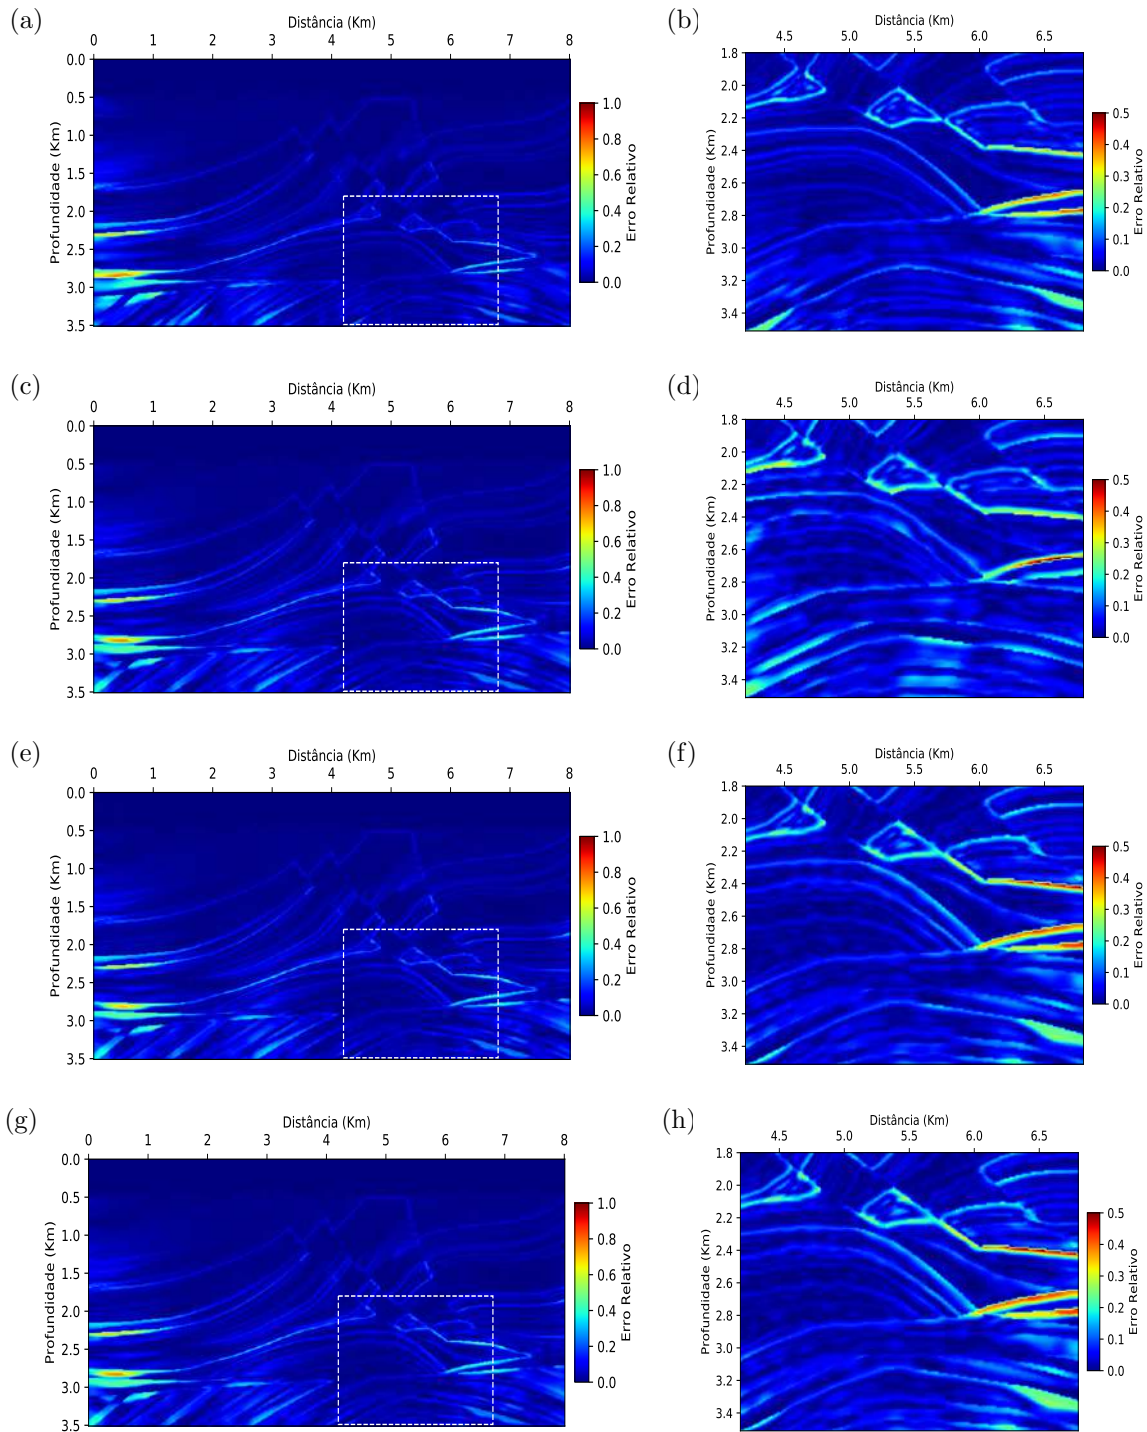 (a)
Distância (Km)
0 1 2 3 4 5 6 7 8
Profundidade (Km)
0.0
0.5
1.0
1.5
2.0
2.5
3.0
3.5
1.0
0.8
0.6
0.4
0.2
0.0
Erro Relativo
(b)
Distância (Km)
4.5 5.0 5.5 6.0 6.5
Profundidade (Km)
1.8
2.0
2.2
2.4
2.6
2.8
3.0
3.2
3.4
0.5
0.4
0.3
0.2
0.1
0.0
Erro Relativo
(c)
Distância (Km)
0 1 2 3 4 5 6 7 8
Profundidade (Km)
0.0
0.5
1.0
1.5
2.0
2.5
3.0
3.5
1.0
0.8
0.6
0.4
0.2
0.0
Erro Relativo
(d)
Distância (Km)
4.5 5.0 5.5 6.0 6.5
Profundidade (Km)
1.8
2.0
2.2
2.4
2.6
2.8
3.0
3.2
3.4
0.5
0.4
0.3
0.2
0.1
0.0
Erro Relativo
(e)
Distância (Km)
0 1 2 3 4 5 6 7 8
Profundidade (Km)
0.0
0.5
1.0
1.5
2.0
2.5
3.0
3.5
1.0
0.8
0.6
0.4
0.2
0.0
Erro Relativo
(f)
Distância (Km)
4.5 5.0 5.5 6.0 6.5
Profundidade (Km)
1.8
2.0
2.2
2.4
2.6
2.8
3.0
3.2
3.4
0.5
0.4
0.3
0.2
0.1
0.0
Erro Relativo
(g)
Distância (Km)
0 1 2 3 4 5 6 7 8
Profundidade (Km)
0.0
0.5
1.0
1.5
2.0
2.5
3.0
3.5
1.0
0.8
0.6
0.4
0.2
0.0
Erro Relativo
(h)
Distância (Km)
4.5 5.0 5.5 6.0 6.5
Profundidade (Km)
1.8
2.0
2.2
2.4
2.6
2.8
3.0
3.2
3.4
0.5
0.4
0.3
0.2
0.1
0.0
Erro Relativo